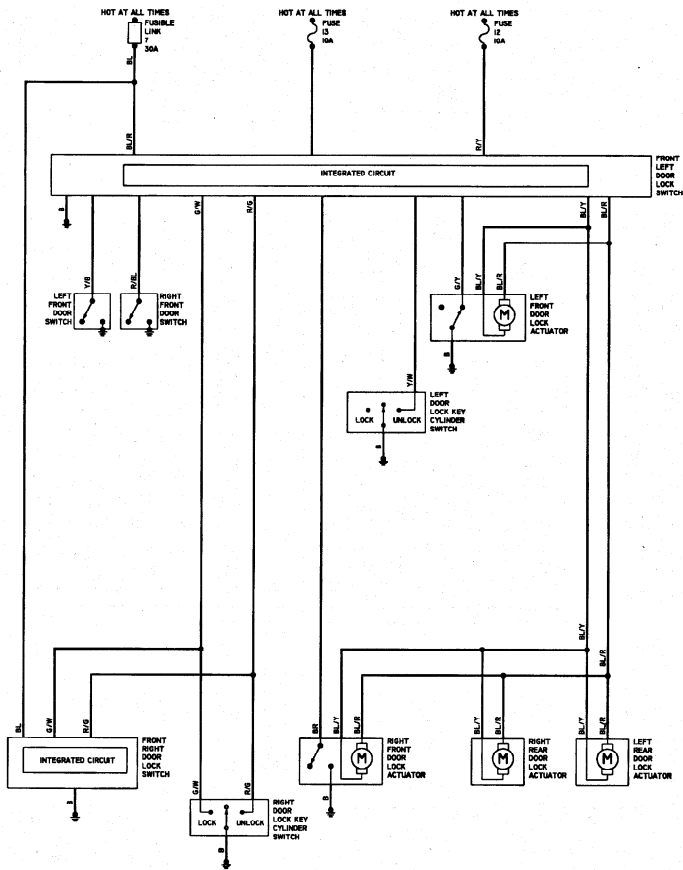 HOT AT ALL TIMES
FUSIBLE
LINK
7
30A
HOT AT ALL TIMES
FUSE
13
10A
HOT AT ALL TIMES
FUSE
12
10A
BL
BL/R
R/Y
INTEGRATED CIRCUIT
FRONT
LEFT
DOOR
LOCK
SWITCH
B
Y/B
R/BL
G/W
R/G
G/Y
BL/Y
BL/R
BL/Y
BL/R
LEFT
FRONT
DOOR
SWITCH
RIGHT
FRONT
DOOR
SWITCH
M
LEFT
FRONT
DOOR
LOCK
ACTUATOR
B
Y/W
LOCK
UNLOCK
LEFT
DOOR
LOCK KEY
CYLINDER
SWITCH
B
BL/Y
BL/R
BL
G/W
R/G
INTEGRATED CIRCUIT
FRONT
RIGHT
DOOR
LOCK
SWITCH
B
G/W
R/G
LOCK
UNLOCK
RIGHT
DOOR
LOCK KEY
CYLINDER
SWITCH
B
BR
BL/Y
BL/R
M
RIGHT
FRONT
DOOR
LOCK
ACTUATOR
B
BL/Y
BL/R
M
RIGHT
REAR
DOOR
LOCK
ACTUATOR
BL/Y
BL/R
M
LEFT
REAR
DOOR
LOCK
ACTUATOR